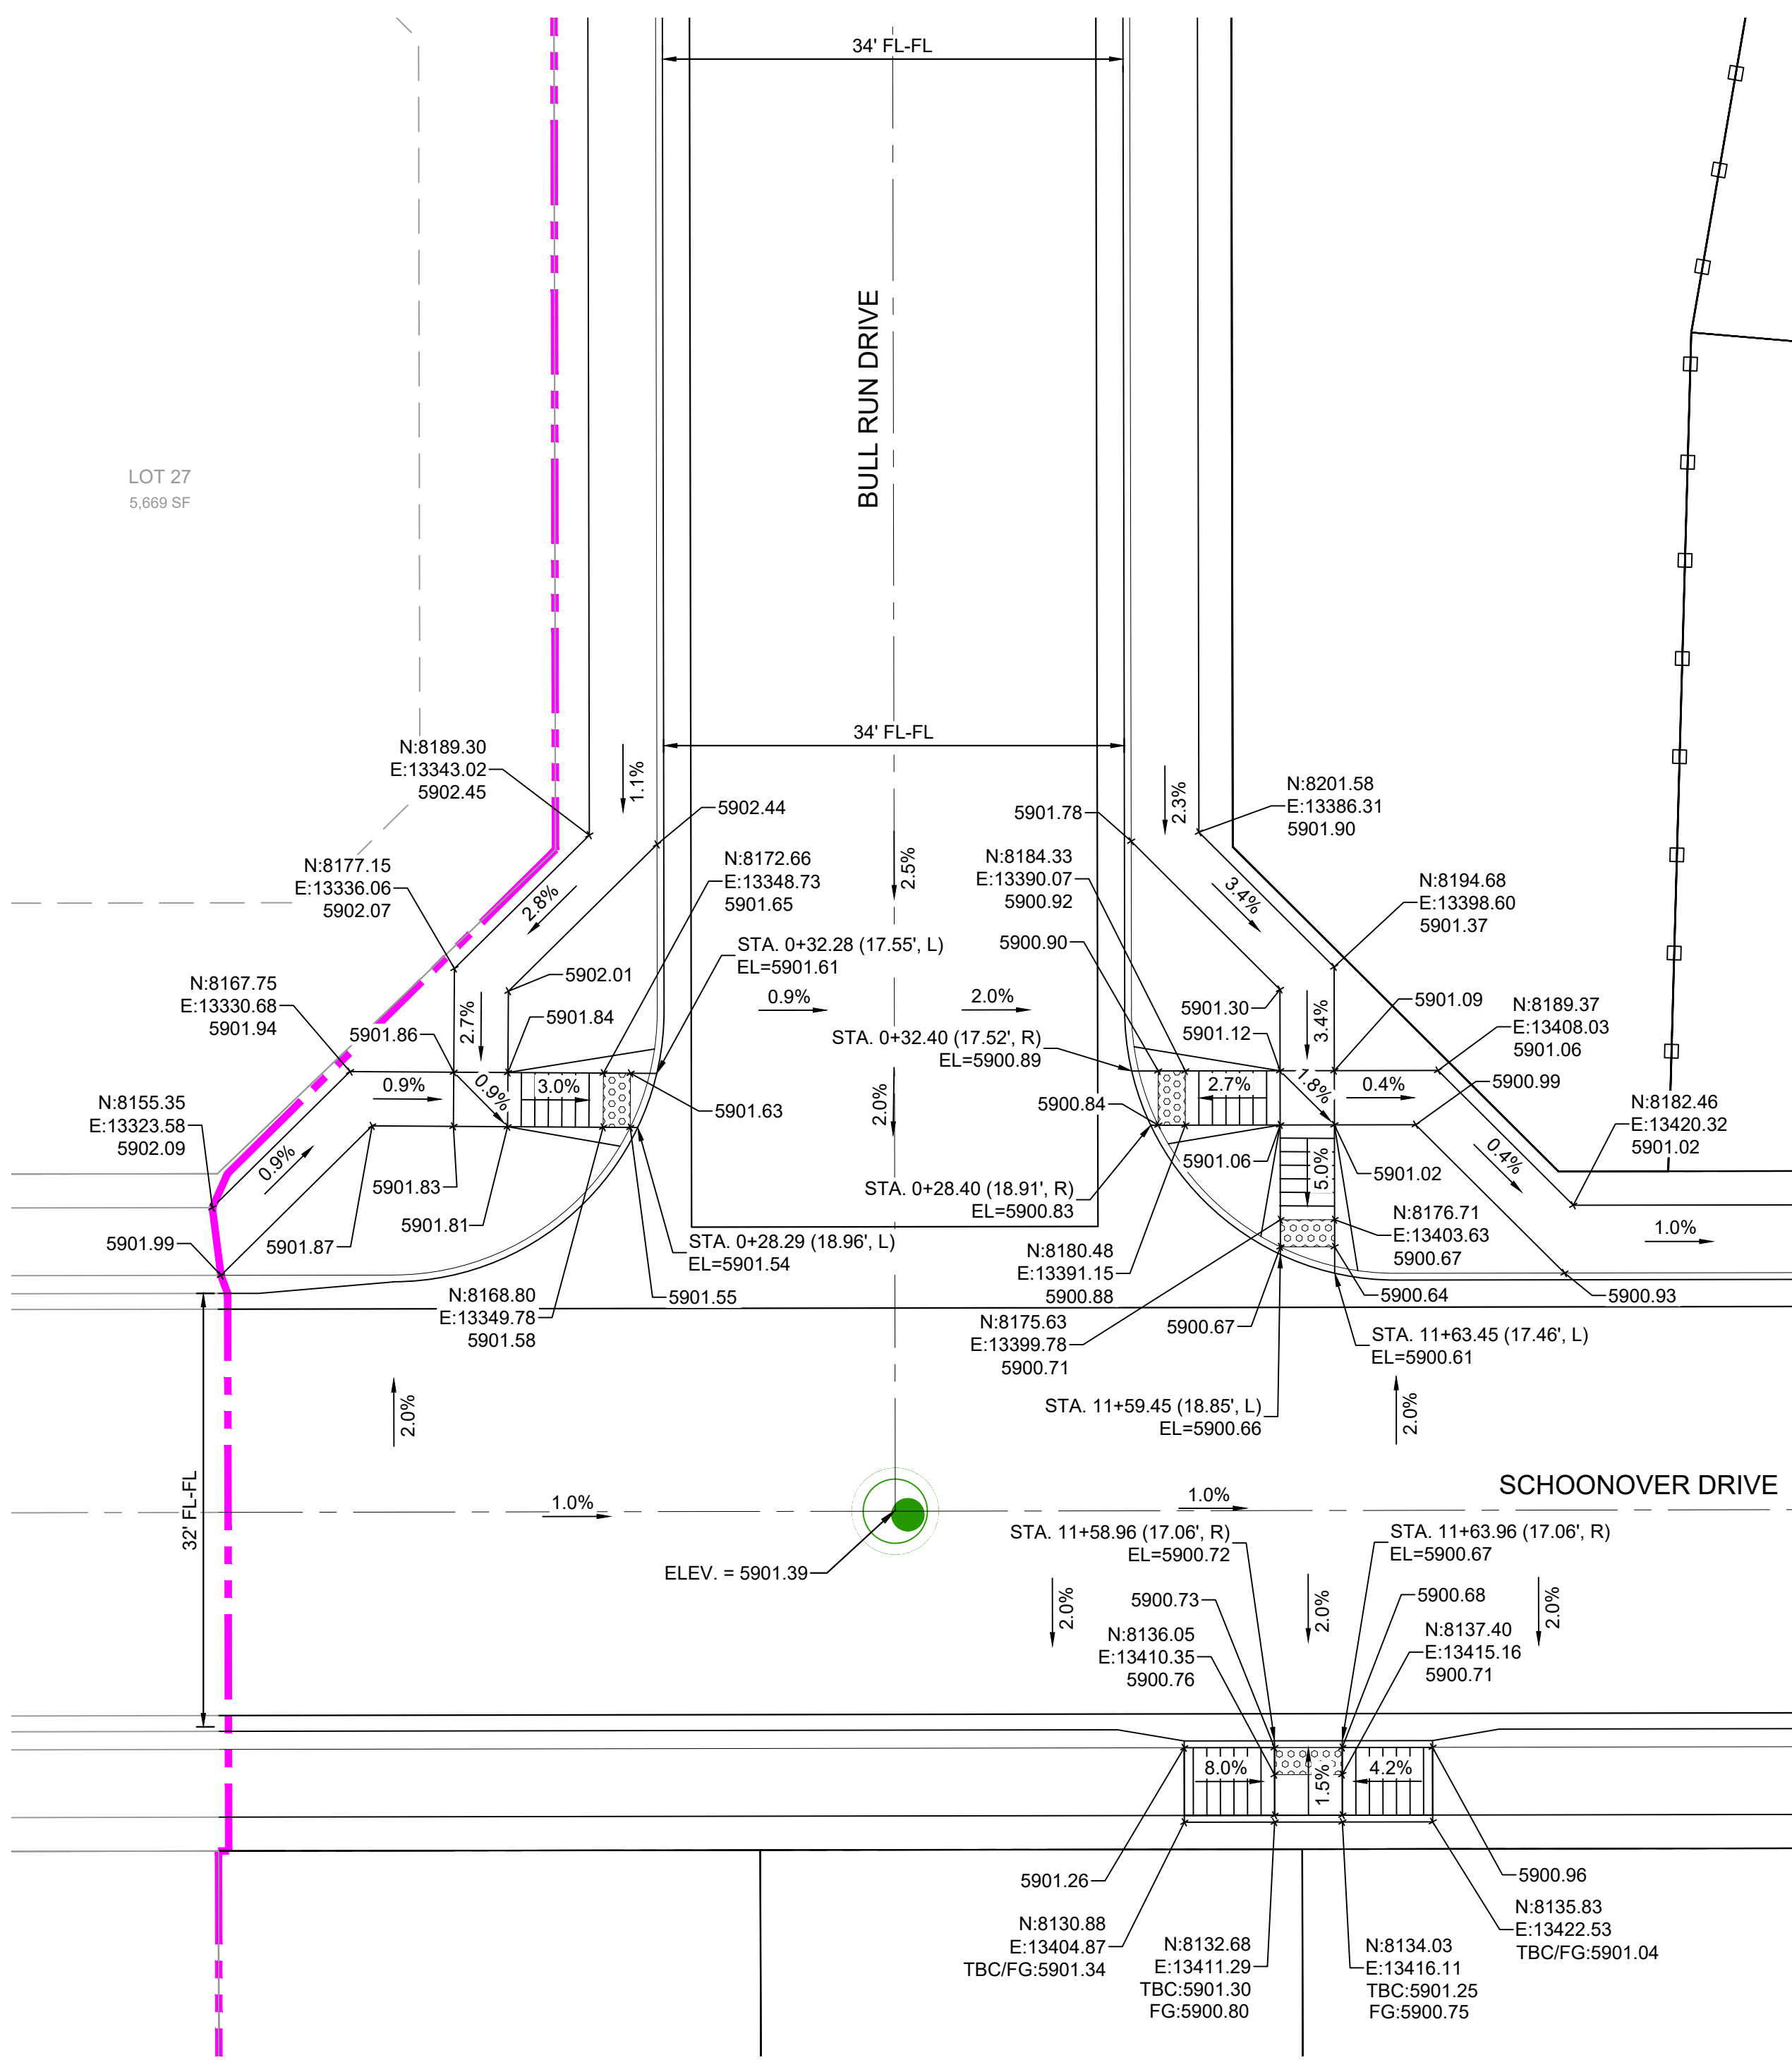 34' FL-FL
BULL RUN DRIVE
LOT 27
5,669 SF
34' FL-FL
N:8189.30
E:13343.02
5902.45
1.1%
5902.44
2.5%
5901.78
2.3%
N:8201.58
E:13386.31
5901.90
N:8177.15
E:13336.06
5902.07
2.8%
N:8172.66
E:13348.73
5901.65
N:8184.33
E:13390.07
5900.92
3.4%
N:8194.68
E:13398.60
5901.37
STA. 0+32.28 (17.55', L)
EL=5901.61
5900.90
N:8167.75
E:13330.68
5901.94
5902.01
0.9%
2.0%
5901.30
5901.09
N:8189.37
E:13408.03
5901.06
5901.86
2.7%
5901.84
STA. 0+32.40 (17.52', R)
EL=5900.89
5901.12
3.4%
0.9%
0.9%
3.0%
2.7%
1.8%
0.4%
5900.99
N:8155.35
E:13323.58
5902.09
5901.63
2.0%
5900.84
N:8182.46
E:13420.32
5901.02
0.9%
5901.83
5901.06
5.0%
5901.02
0.4%
STA. 0+28.40 (18.91', R)
EL=5900.83
5901.81
5901.99
5901.87
STA. 0+28.29 (18.96', L)
EL=5901.54
N:8176.71
E:13403.63
5900.67
1.0%
N:8180.48
E:13391.15
5900.88
N:8168.80
E:13349.78
5901.58
5901.55
5900.64
5900.93
N:8175.63
E:13399.78
5900.71
5900.67
STA. 11+63.45 (17.46', L)
EL=5900.61
2.0%
STA. 11+59.45 (18.85', L)
EL=5900.66
2.0%
32' FL-FL
SCHOONOVER DRIVE
1.0%
1.0%
ELEV. = 5901.39
STA. 11+58.96 (17.06', R)
EL=5900.72
STA. 11+63.96 (17.06', R)
EL=5900.67
2.0%
5900.73
2.0%
5900.68
2.0%
N:8136.05
E:13410.35
5900.76
N:8137.40
E:13415.16
5900.71
8.0%
1.5%
4.2%
5901.26
5900.96
N:8130.88
E:13404.87
TBC/FG:5901.34
N:8132.68
E:13411.29
TBC:5901.30
FG:5900.80
N:8134.03
E:13416.11
TBC:5901.25
FG:5900.75
N:8135.83
E:13422.53
TBC/FG:5901.04